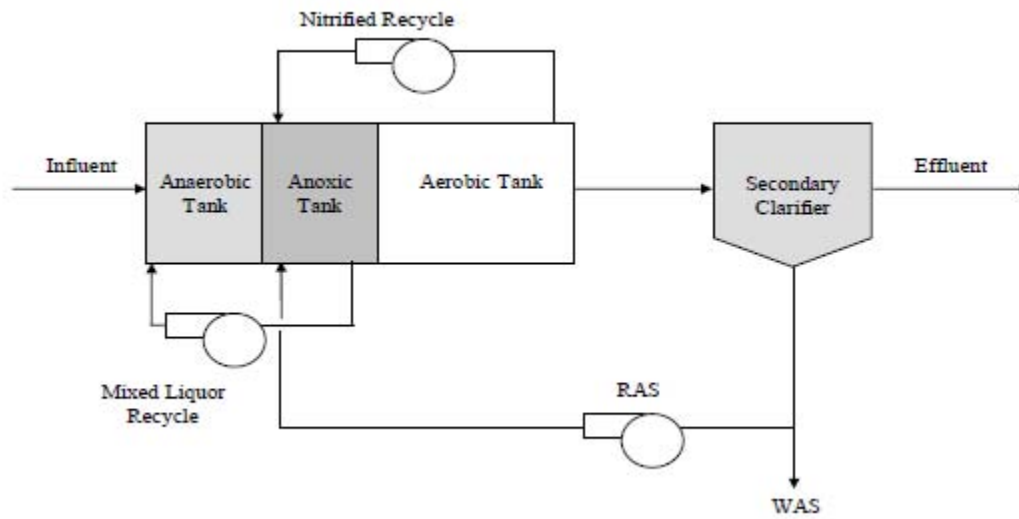 Nitrified Recycle
Influent
Anaerobic
Tank
Anoxic
Tank
Aerobic Tank
Secondary
Clarifier
Effluent
Mixed Liquor
Recycle
RAS
WAS